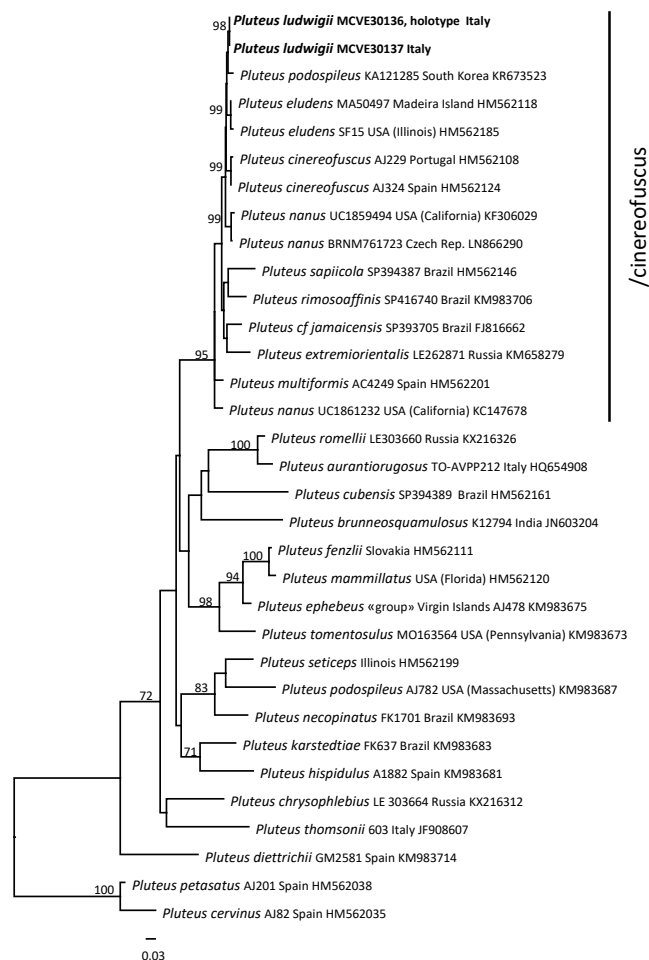 Pluteus ludwigii MCVE30136, holotype Italy
98
Pluteus ludwigii MCVE30137 Italy
Pluteus podospileus KA121285 South Korea KR673523
Pluteus eludens MA50497 Madeira Island HM562118
99
Pluteus eludens SF15 USA (Illinois) HM562185
Pluteus cinereofuscus AJ229 Portugal HM562108
99
Pluteus cinereofuscus AJ324 Spain HM562124
Pluteus nanus UC1859494 USA (California) KF306029
99
Pluteus nanus BRNM761723 Czech Rep. LN866290
/cinereofuscus
Pluteus sapiicola SP394387 Brazil HM562146
Pluteus rimosoaffinis SP416740 Brazil KM983706
Pluteus cf jamaicensis SP393705 Brazil FJ816662
Pluteus extremiorientalis LE262871 Russia KM658279
95
Pluteus multiformis AC4249 Spain HM562201
Pluteus nanus UC1861232 USA (California) KC147678
Pluteus romellii LE303660 Russia KX216326
100
Pluteus aurantiorugosus TO-AVPP212 Italy HQ654908
Pluteus cubensis SP394389 Brazil HM562161
Pluteus brunneosquamulosus K12794 India JN603204
Pluteus fenzlii Slovakia HM562111
100
Pluteus mammillatus USA (Florida) HM562120
94
Pluteus ephebeus «group» Virgin Islands AJ478 KM983675
98
Pluteus tomentosulus MO163564 USA (Pennsylvania) KM983673
Pluteus seticeps Illinois HM562199
Pluteus podospileus AJ782 USA (Massachusetts) KM983687
83
Pluteus necopinatus FK1701 Brazil KM983693
72
Pluteus karstedtiae FK637 Brazil KM983683
71
Pluteus hispidulus A1882 Spain KM983681
Pluteus chrysophlebius LE 303664 Russia KX216312
Pluteus thomsonii 603 Italy JF908607
Pluteus diettrichii GM2581 Spain KM983714
Pluteus petasatus AJ201 Spain HM562038
100
Pluteus cervinus AJ82 Spain HM562035
0.03